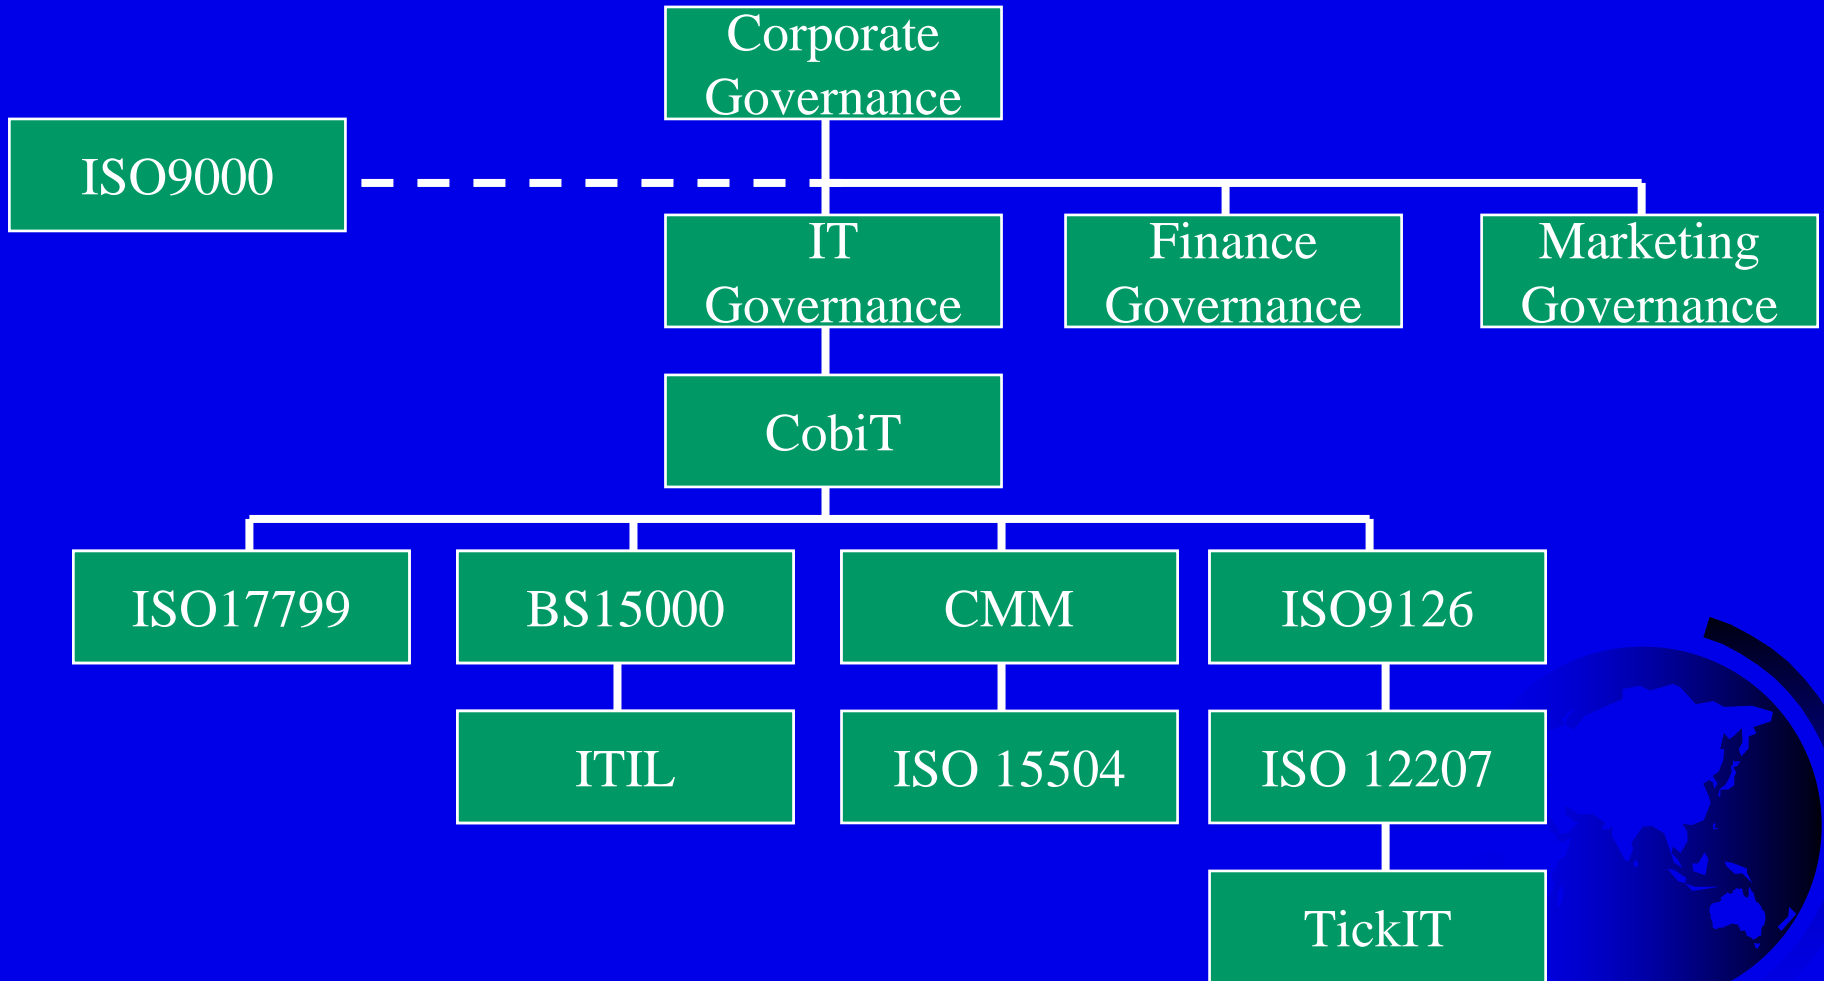 Corporate
Governance
ISO9000
IT
Governance
Finance
Governance
Marketing
Governance
CobiT
ISO17799
BS15000
CMM
ISO9126
ITIL
ISO 15504
ISO 12207
TickIT